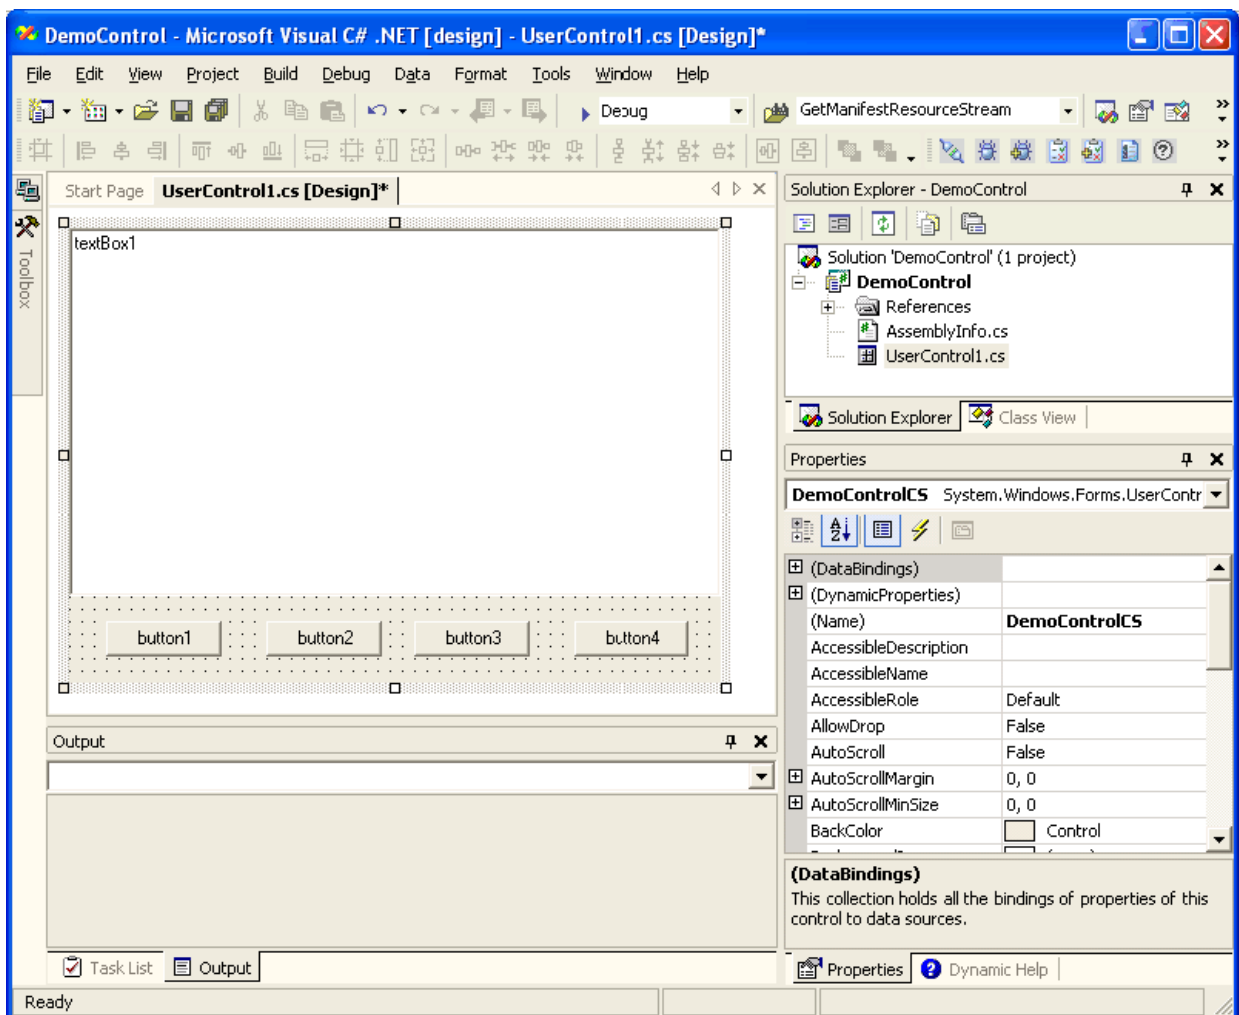 DemoControl - Microsoft Visual C# .NET [design] - UserControl1.cs [Design]*
File Edit View Project Build Debug Data Format Tools Window Help
Debug GetManifestResourceStream
Start Page UserControl1.cs [Design]*
Toolbox
textBox1
button1 button2 button3 button4
Output
Task List Output
Ready
Solution Explorer - DemoControl
Solution 'DemoControl' (1 project)
DemoControl
References
AssemblyInfo.cs
UserControl1.cs
Solution Explorer Class View
Properties
DemoControlCS System.Windows.Forms.UserContr
(DataBindings)
(DynamicProperties)
(Name) DemoControlCS
AccessibleDescription
AccessibleName
AccessibleRole Default
AllowDrop False
AutoScroll False
AutoScrollMargin 0, 0
AutoScrollMinSize 0, 0
BackColor Control
(DataBindings)
This collection holds all the bindings of properties of this
control to data sources.
Properties Dynamic Help